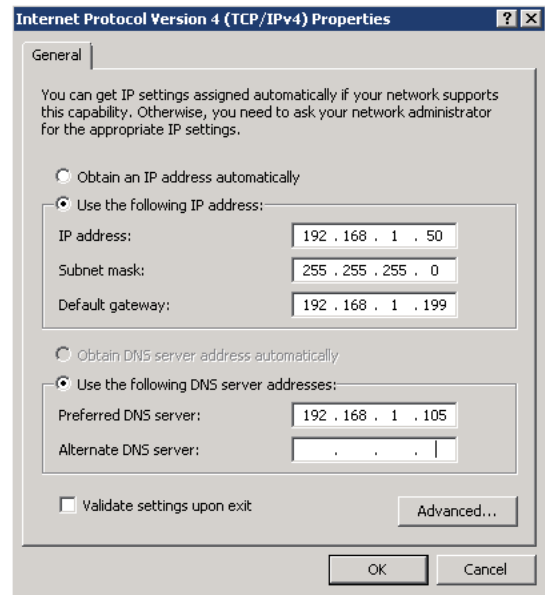 Internet Protocol Version 4 (TCP/IPv4) Properties
General
You can get IP settings assigned automatically if your network supports
this capability. Otherwise, you need to ask your network administrator
for the appropriate IP settings.
Obtain an IP address automatically
Use the following IP address:
IP address: 192 . 168 . 1 . 50
Subnet mask: 255 . 255 . 255 . 0
Default gateway: 192 . 168 . 1 . 199
Obtain DNS server address automatically
Use the following DNS server addresses:
Preferred DNS server: 192 . 168 . 1 . 105
Alternate DNS server: . . .
Validate settings upon exit
Advanced...
OK Cancel